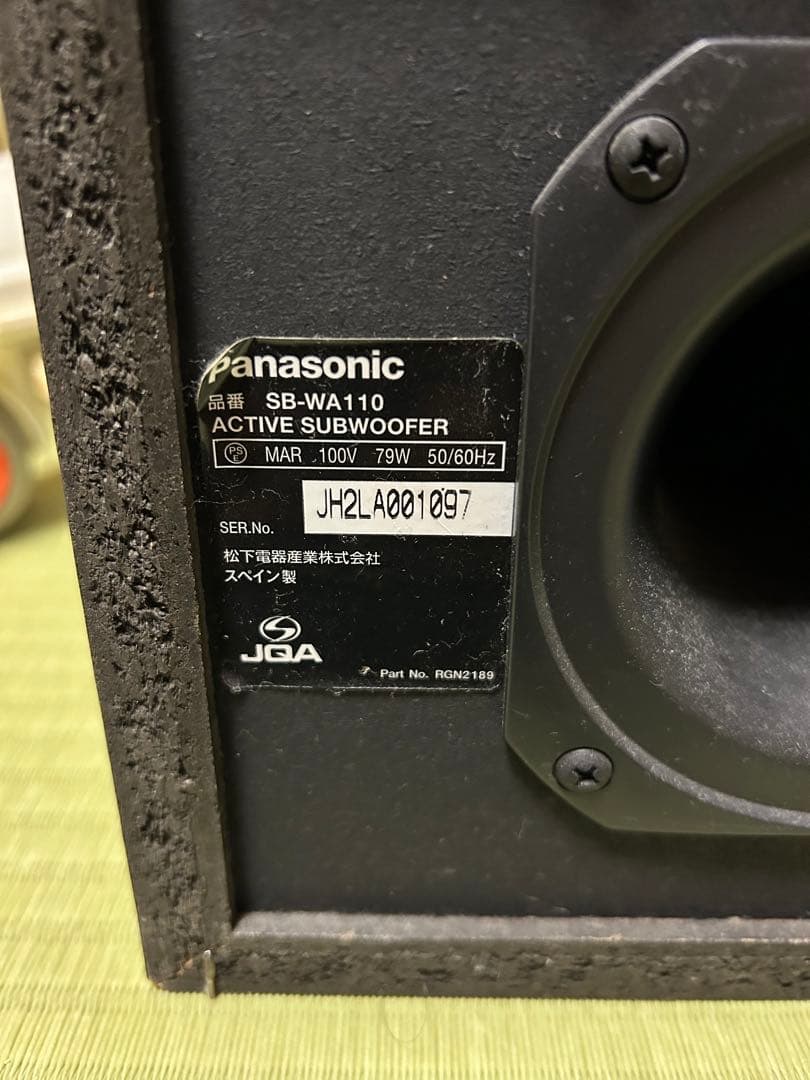 Panasonic
品番 SB-WA110
ACTIVE SUBWOOFER
PS E MAR 100V 79W 50/60Hz
SER.No. JH2LA001097
松下電器産業株式会社
スペイン製
JQA
Part No. RGN2189